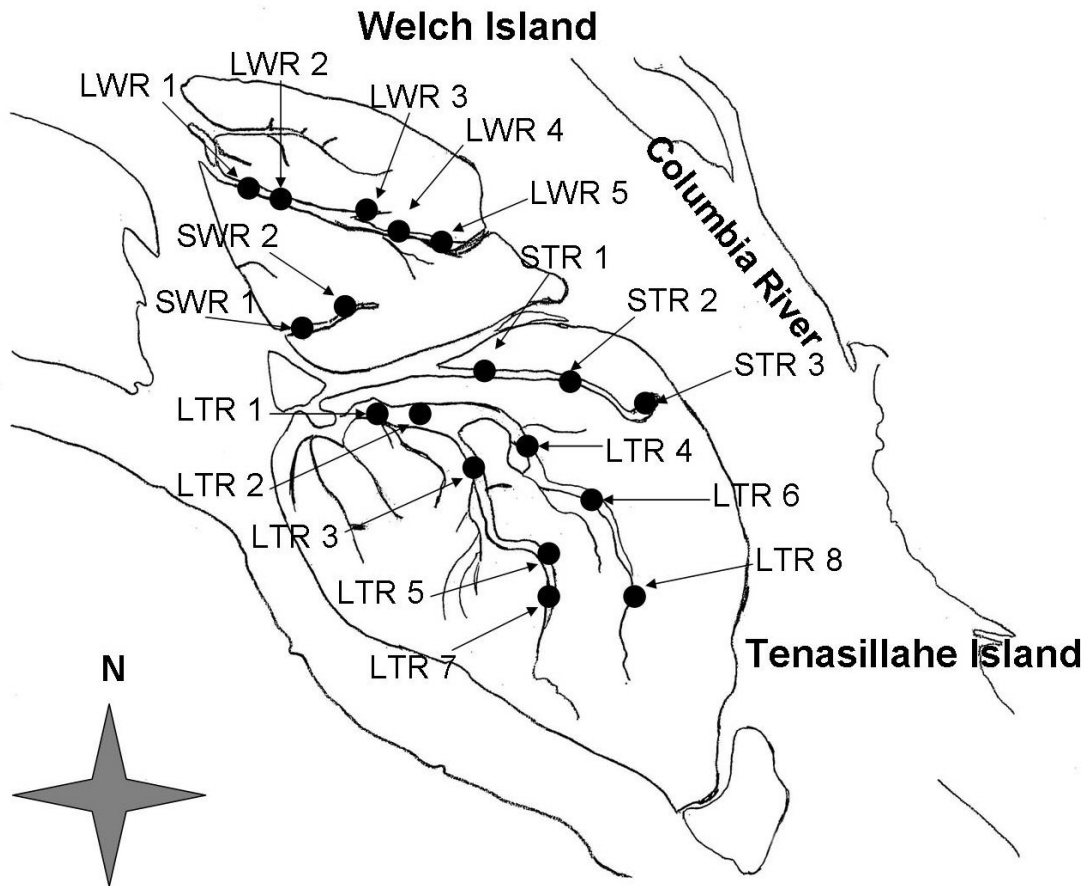 Welch Island
LWR 2
LWR 1
LWR 3
LWR 4
Columbia River
LWR 5
SWR 2
STR 1
SWR 1
STR 2
STR 3
LTR 1
LTR 4
LTR 2
LTR 6
LTR 3
LTR 8
LTR 5
Tenasillahe Island
LTR 7
N